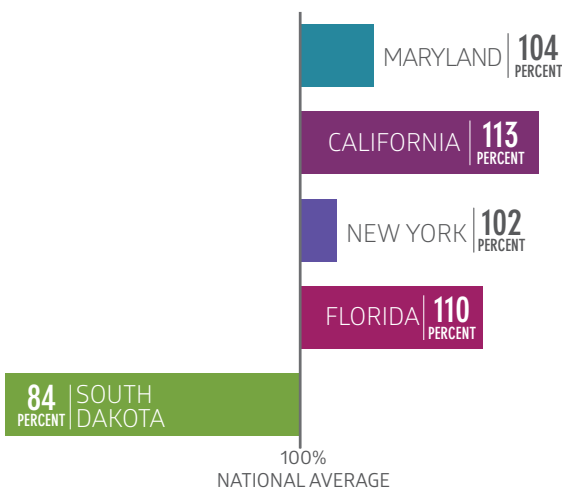 MARYLAND 104 PERCENT
CALIFORNIA 113 PERCENT
NEW YORK 102 PERCENT
FLORIDA 110 PERCENT
84 PERCENT SOUTH DAKOTA
100%
NATIONAL AVERAGE